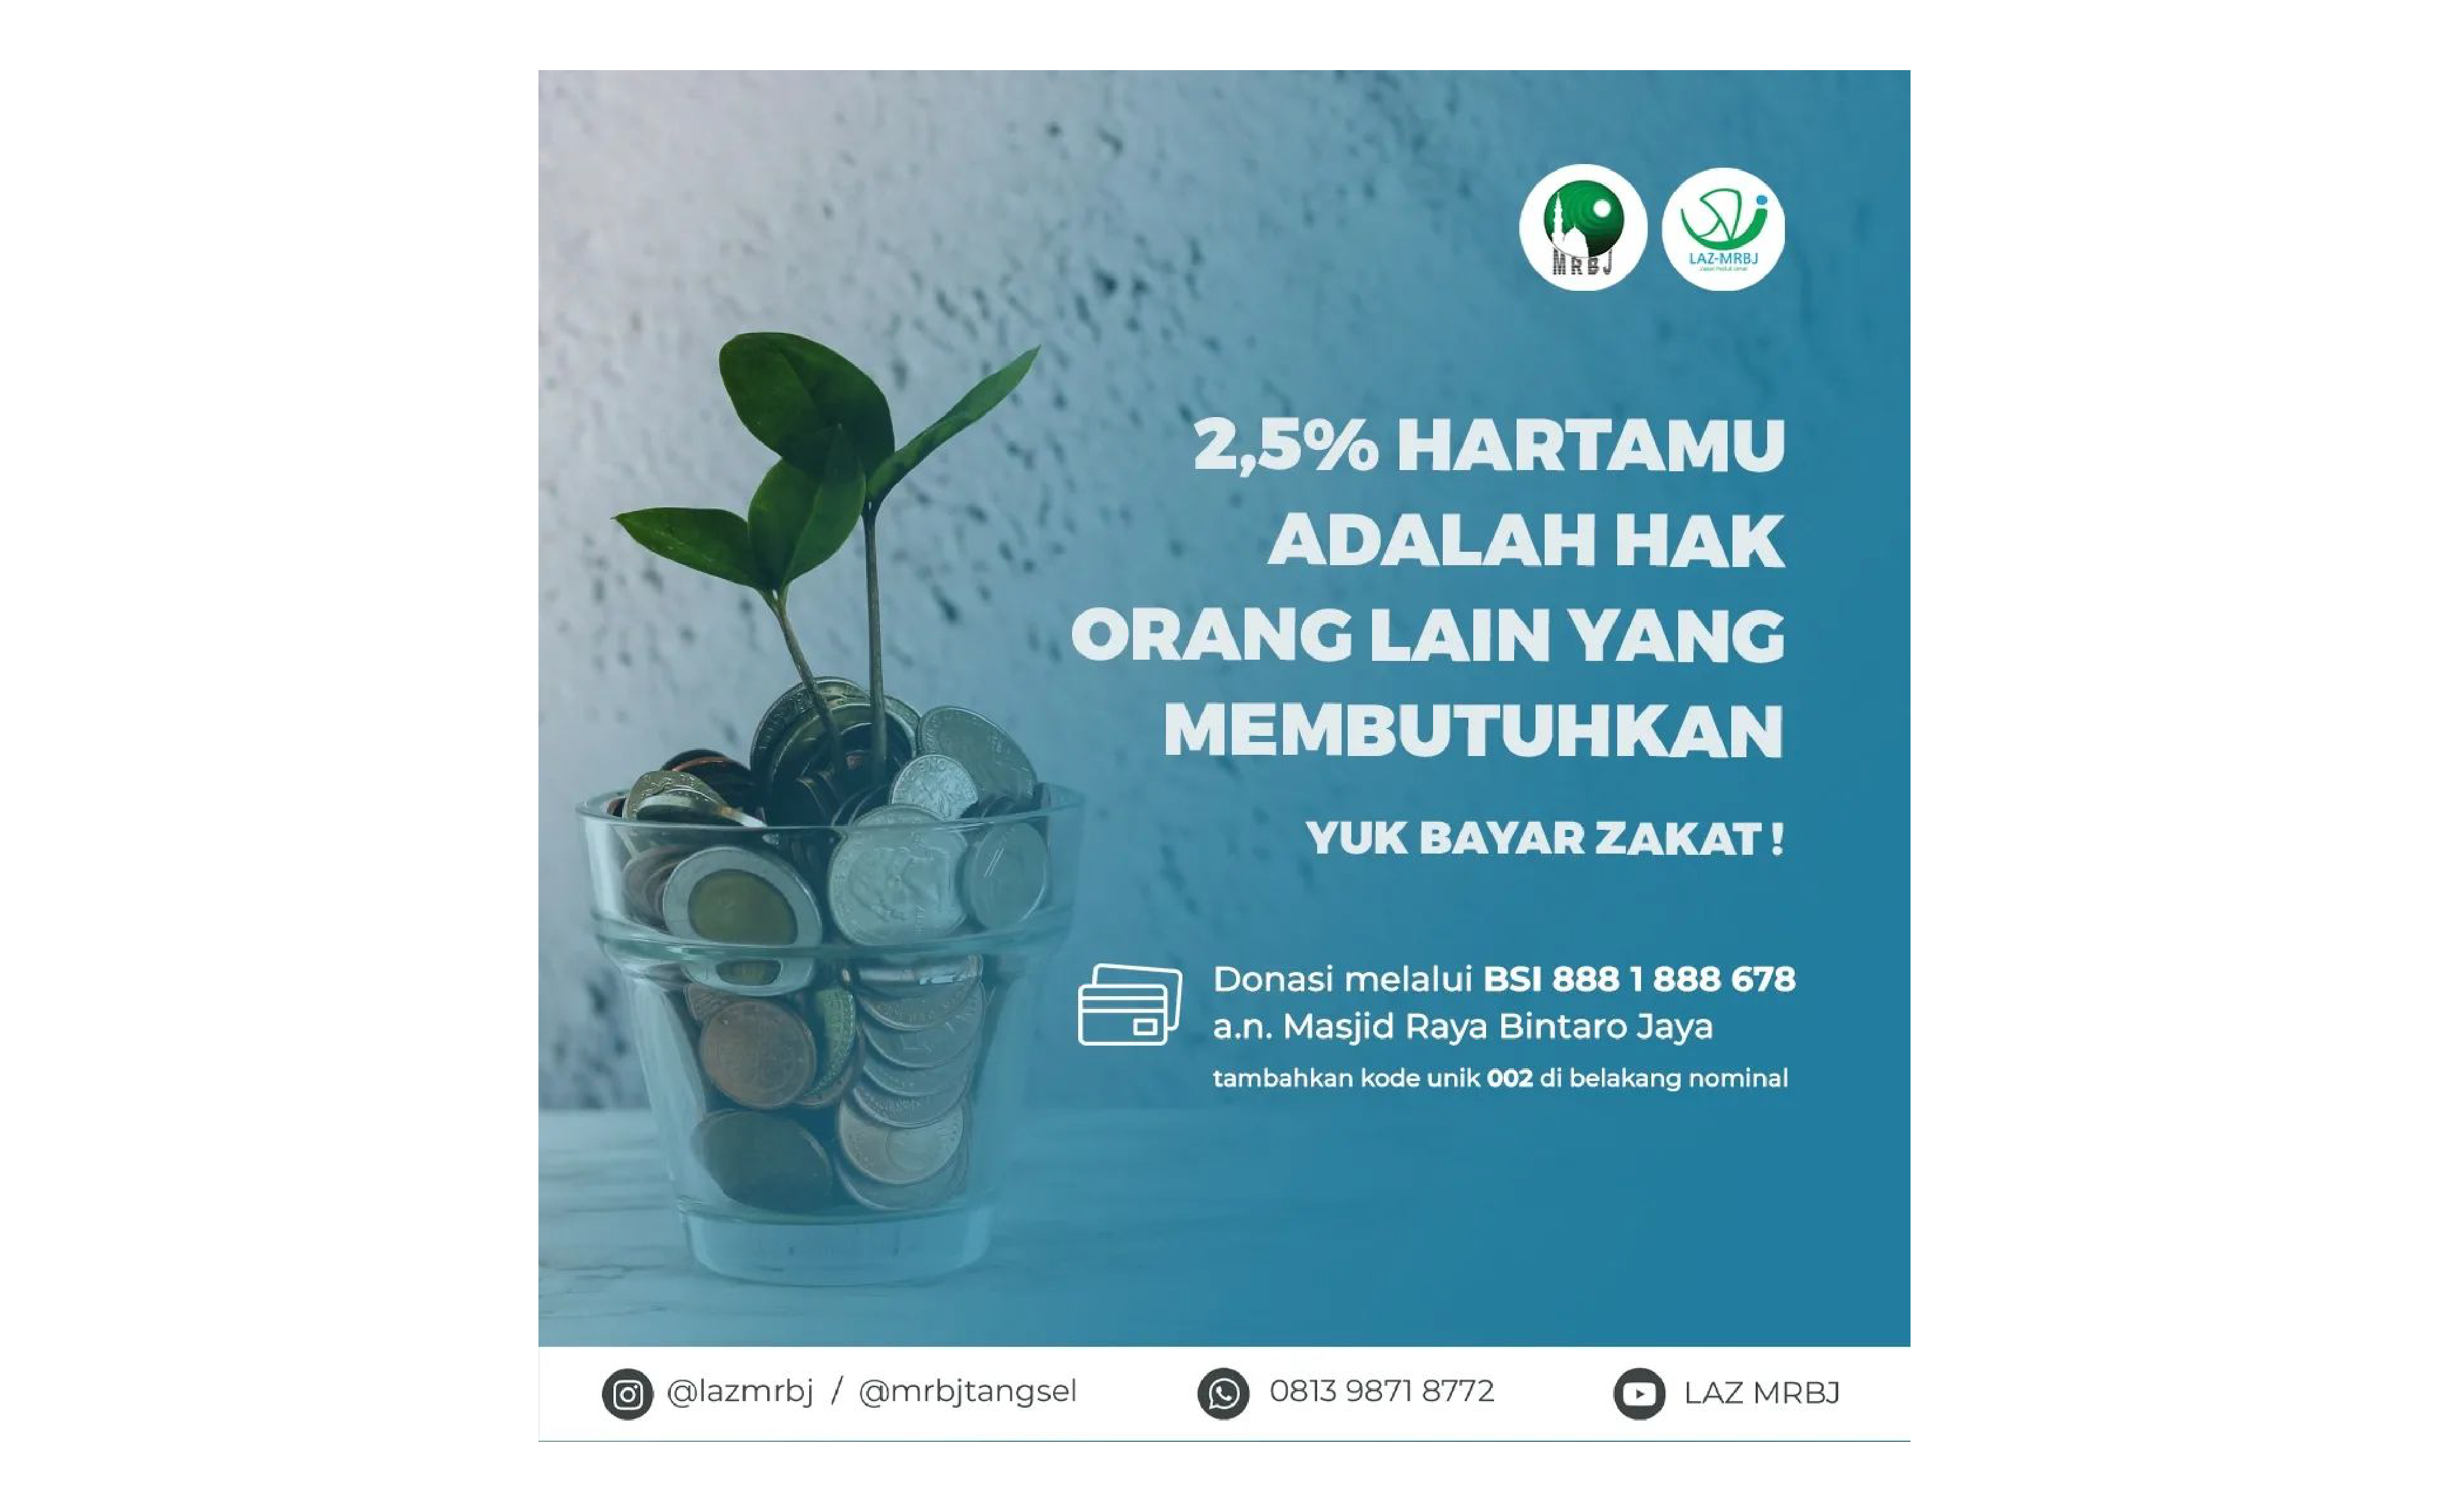 MRBJ
LAZ-MRBJ
2,5% HARTAMU
ADALAH HAK
ORANG LAIN YANG
MEMBUTUHKAN
YUK BAYAR ZAKAT !
Donasi melalui BSI 888 1 888 678
a.n. Masjid Raya Bintaro Jaya
tambahkan kode unik 002 di belakang nominal
@lazmrbj / @mrbjtangsel
0813 9871 8772
LAZ MRBJ